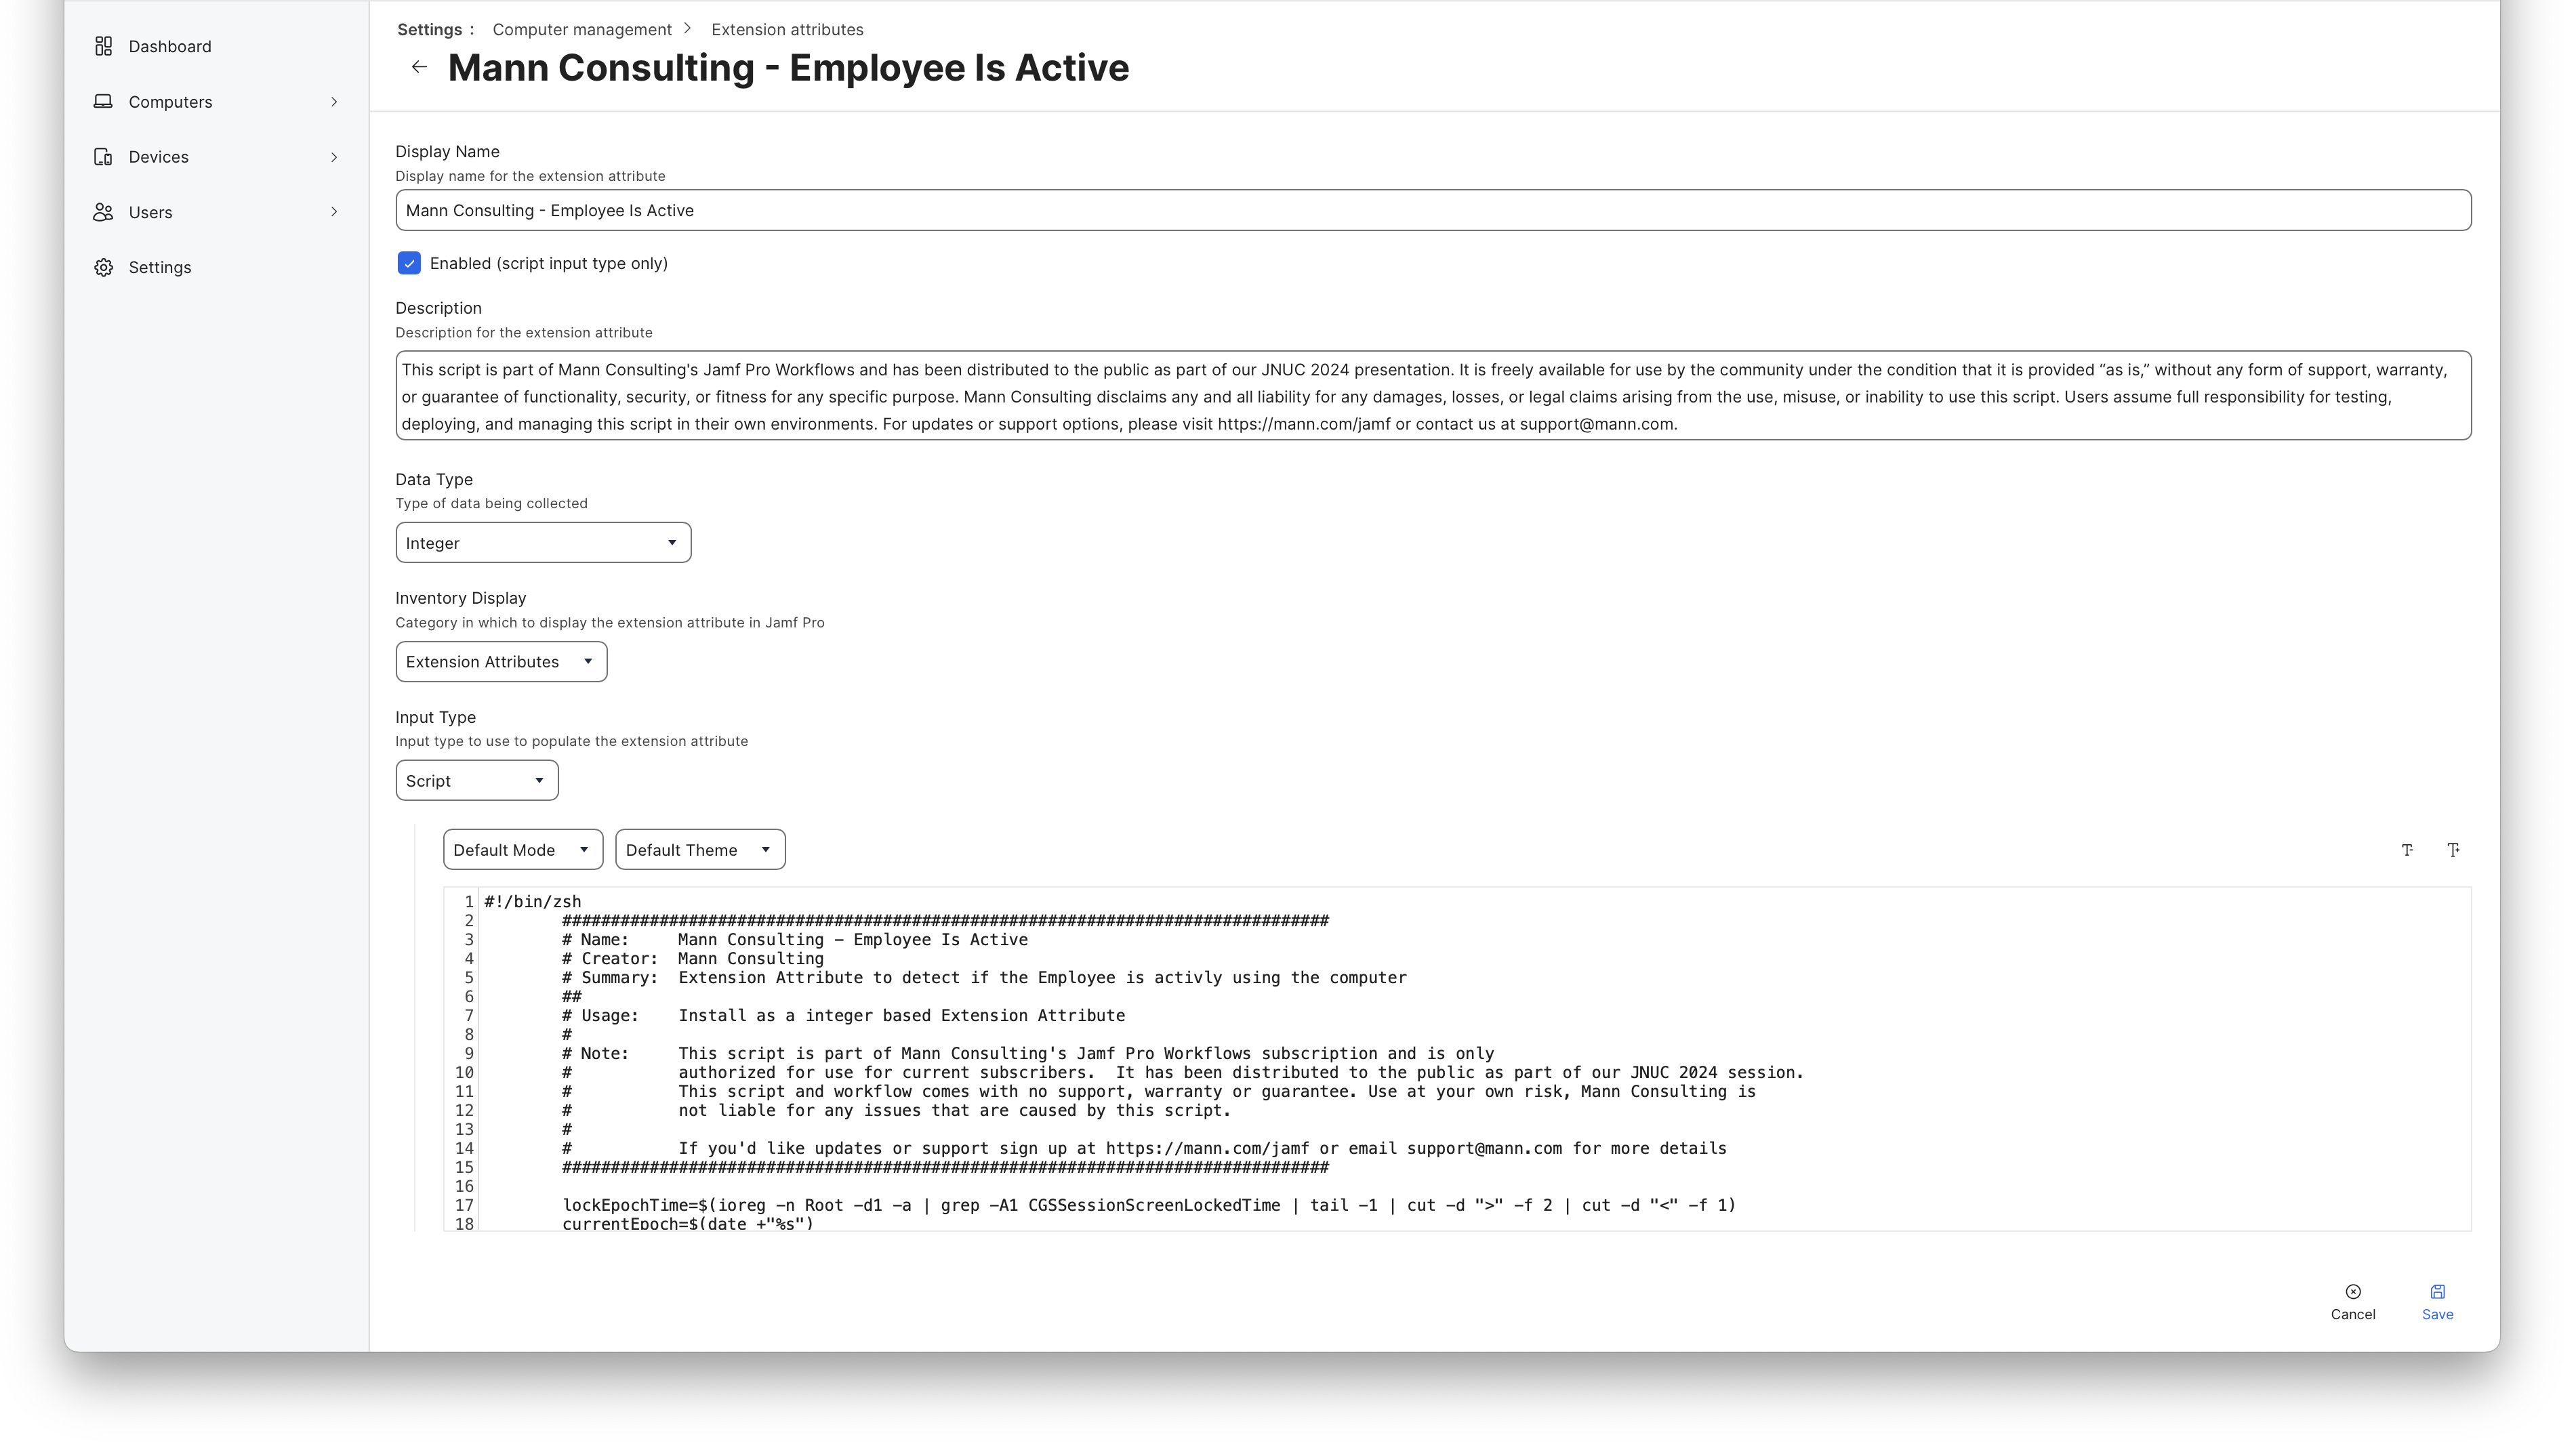 Dashboard
Computers
Devices
Users
Settings
Settings : Computer management > Extension attributes
← Mann Consulting - Employee Is Active
Display Name
Display name for the extension attribute
Mann Consulting - Employee Is Active
Enabled (script input type only)
Description
Description for the extension attribute
This script is part of Mann Consulting's Jamf Pro Workflows and has been distributed to the public as part of our JNUC 2024 presentation. It is freely available for use by the community under the condition that it is provided “as is,” without any form of support, warranty,
or guarantee of functionality, security, or fitness for any specific purpose. Mann Consulting disclaims any and all liability for any damages, losses, or legal claims arising from the use, misuse, or inability to use this script. Users assume full responsibility for testing,
deploying, and managing this script in their own environments. For updates or support options, please visit https://mann.com/jamf or contact us at support@mann.com.
Data Type
Type of data being collected
Integer
Inventory Display
Category in which to display the extension attribute in Jamf Pro
Extension Attributes
Input Type
Input type to use to populate the extension attribute
Script
Default Mode Default Theme
1 #!/bin/zsh
2 ###############################################################################
3 # Name: Mann Consulting – Employee Is Active
4 # Creator: Mann Consulting
5 # Summary: Extension Attribute to detect if the Employee is activly using the computer
6 ##
7 # Usage: Install as a integer based Extension Attribute
8 #
9 # Note: This script is part of Mann Consulting's Jamf Pro Workflows subscription and is only
10 # authorized for use for current subscribers. It has been distributed to the public as part of our JNUC 2024 session.
11 # This script and workflow comes with no support, warranty or guarantee. Use at your own risk, Mann Consulting is
12 # not liable for any issues that are caused by this script.
13 #
14 # If you'd like updates or support sign up at https://mann.com/jamf or email support@mann.com for more details
15 ###############################################################################
16
17 lockEpochTime=$(ioreg -n Root -d1 -a | grep -A1 CGSSessionScreenLockedTime | tail -1 | cut -d ">" -f 2 | cut -d "<" -f 1)
18 currentEpoch=$(date +"%s")
Cancel
Save